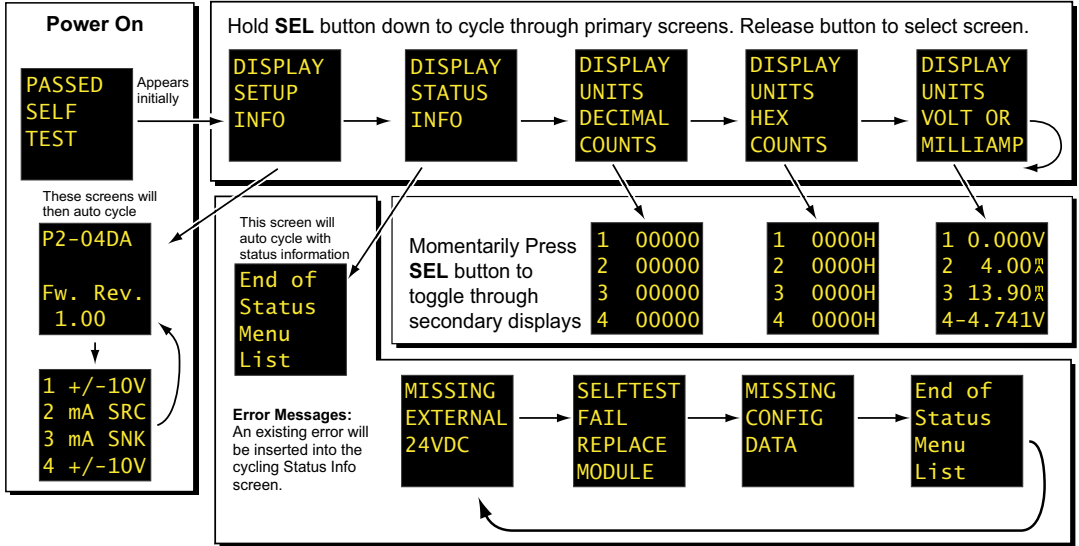 Power On
PASSED
SELF
TEST
Appears
initially
These screens will
then auto cycle
P2-04DA
Fw. Rev.
1.00
1 +/-10V
2 mA SRC
3 mA SNK
4 +/-10V
Hold SEL button down to cycle through primary screens. Release button to select screen.
DISPLAY
SETUP
INFO
DISPLAY
STATUS
INFO
DISPLAY
UNITS
DECIMAL
COUNTS
DISPLAY
UNITS
HEX
COUNTS
DISPLAY
UNITS
VOLT OR
MILLIAMP
This screen will
auto cycle with
status information
End of
Status
Menu
List
Momentarily Press
SEL button to
toggle through
secondary displays
1 00000
2 00000
3 00000
4 00000
1 0000H
2 0000H
3 0000H
4 0000H
1 0.000V
2 4.00mA
3 13.90mA
4-4.741V
Error Messages:
An existing error will
be inserted into the
cycling Status Info
screen.
MISSING
EXTERNAL
24VDC
SELFTEST
FAIL
REPLACE
MODULE
MISSING
CONFIG
DATA
End of
Status
Menu
List